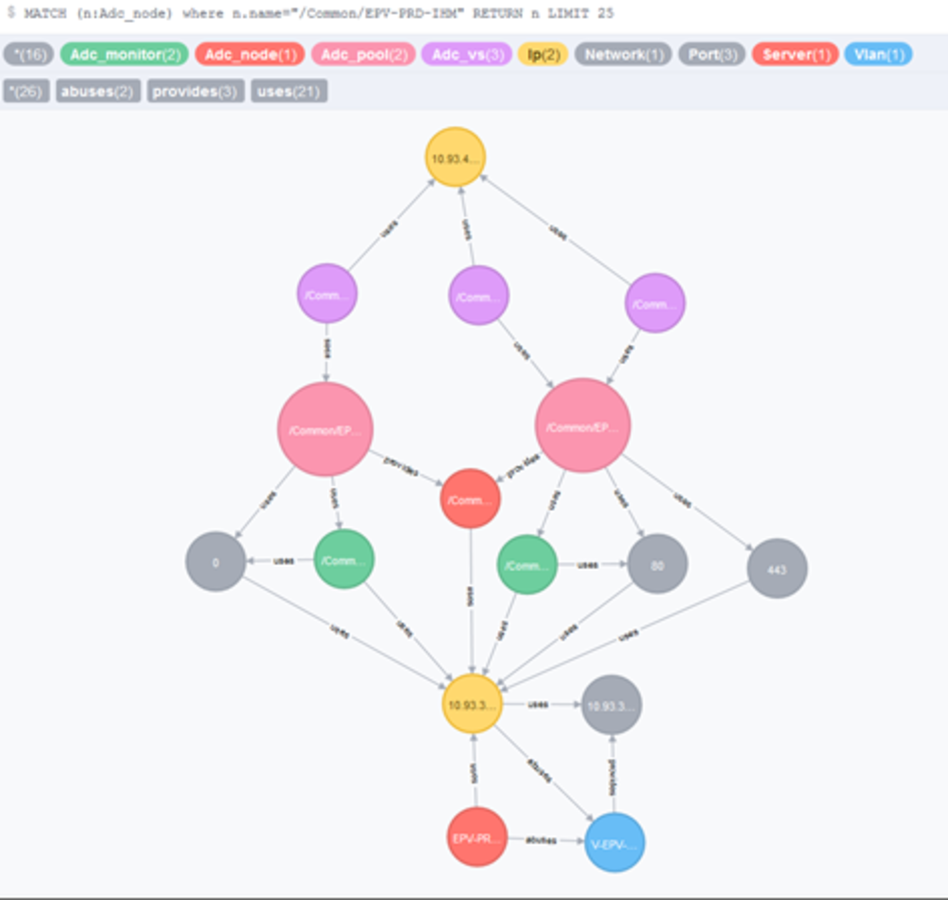 $ MATCH (n:Adc_node) where n.name="/Common/EPV-PRD-IHM" RETURN n LIMIT 25
*(16) Adc_monitor(2) Adc_node(1) Adc_pool(2) Adc_vs(3) Ip(2) Network(1) Port(3) Server(1) Vlan(1)
*(26) abuses(2) provides(3) uses(21)
10.93.4...
uses uses uses
/Comm... /Comm... /Comm...
uses uses uses
/Common/EP... /Common/EP...
provides provides
/Comm...
uses uses uses uses uses
0 uses /Comm... /Comm... uses 80 443
uses uses uses uses uses uses
10.93.3... uses 10.93.3...
uses abuses provides
EPV-PR... abuses V-EPV-...